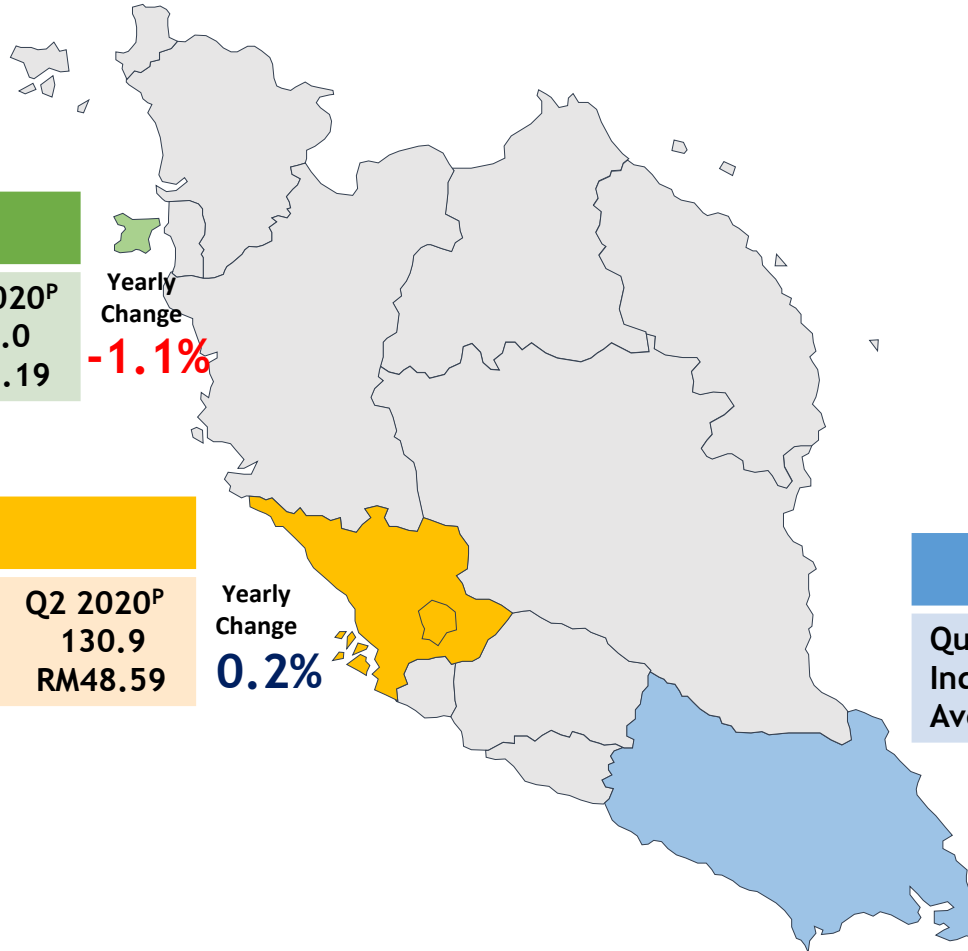 020ᴾ
.0
.19
Yearly
Change
-1.1%
Q2 2020ᴾ
130.9
RM48.59
Yearly
Change
0.2%
Qu
Ind
Ave